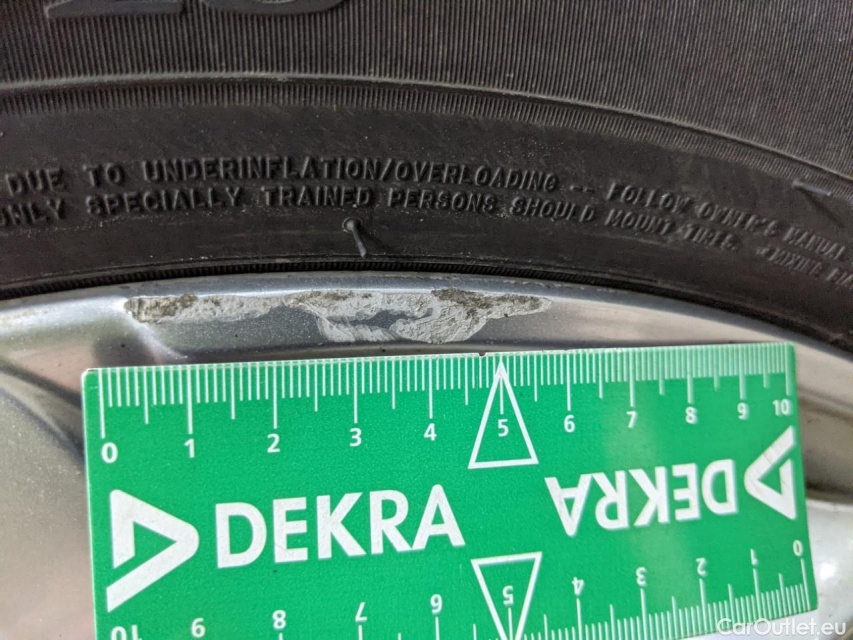 DUE TO UNDERINFLATION/OVERLOADING -- FOLLOW OWNER'S MANUAL
ONLY SPECIALLY TRAINED PERSONS SHOULD MOUNT TIRES.
0 1 2 3 4 5 6 7 8 9 10
DEKRA DEKRA
10 9 8 7 6 5 4 3 2 1 0
CarOutlet.eu